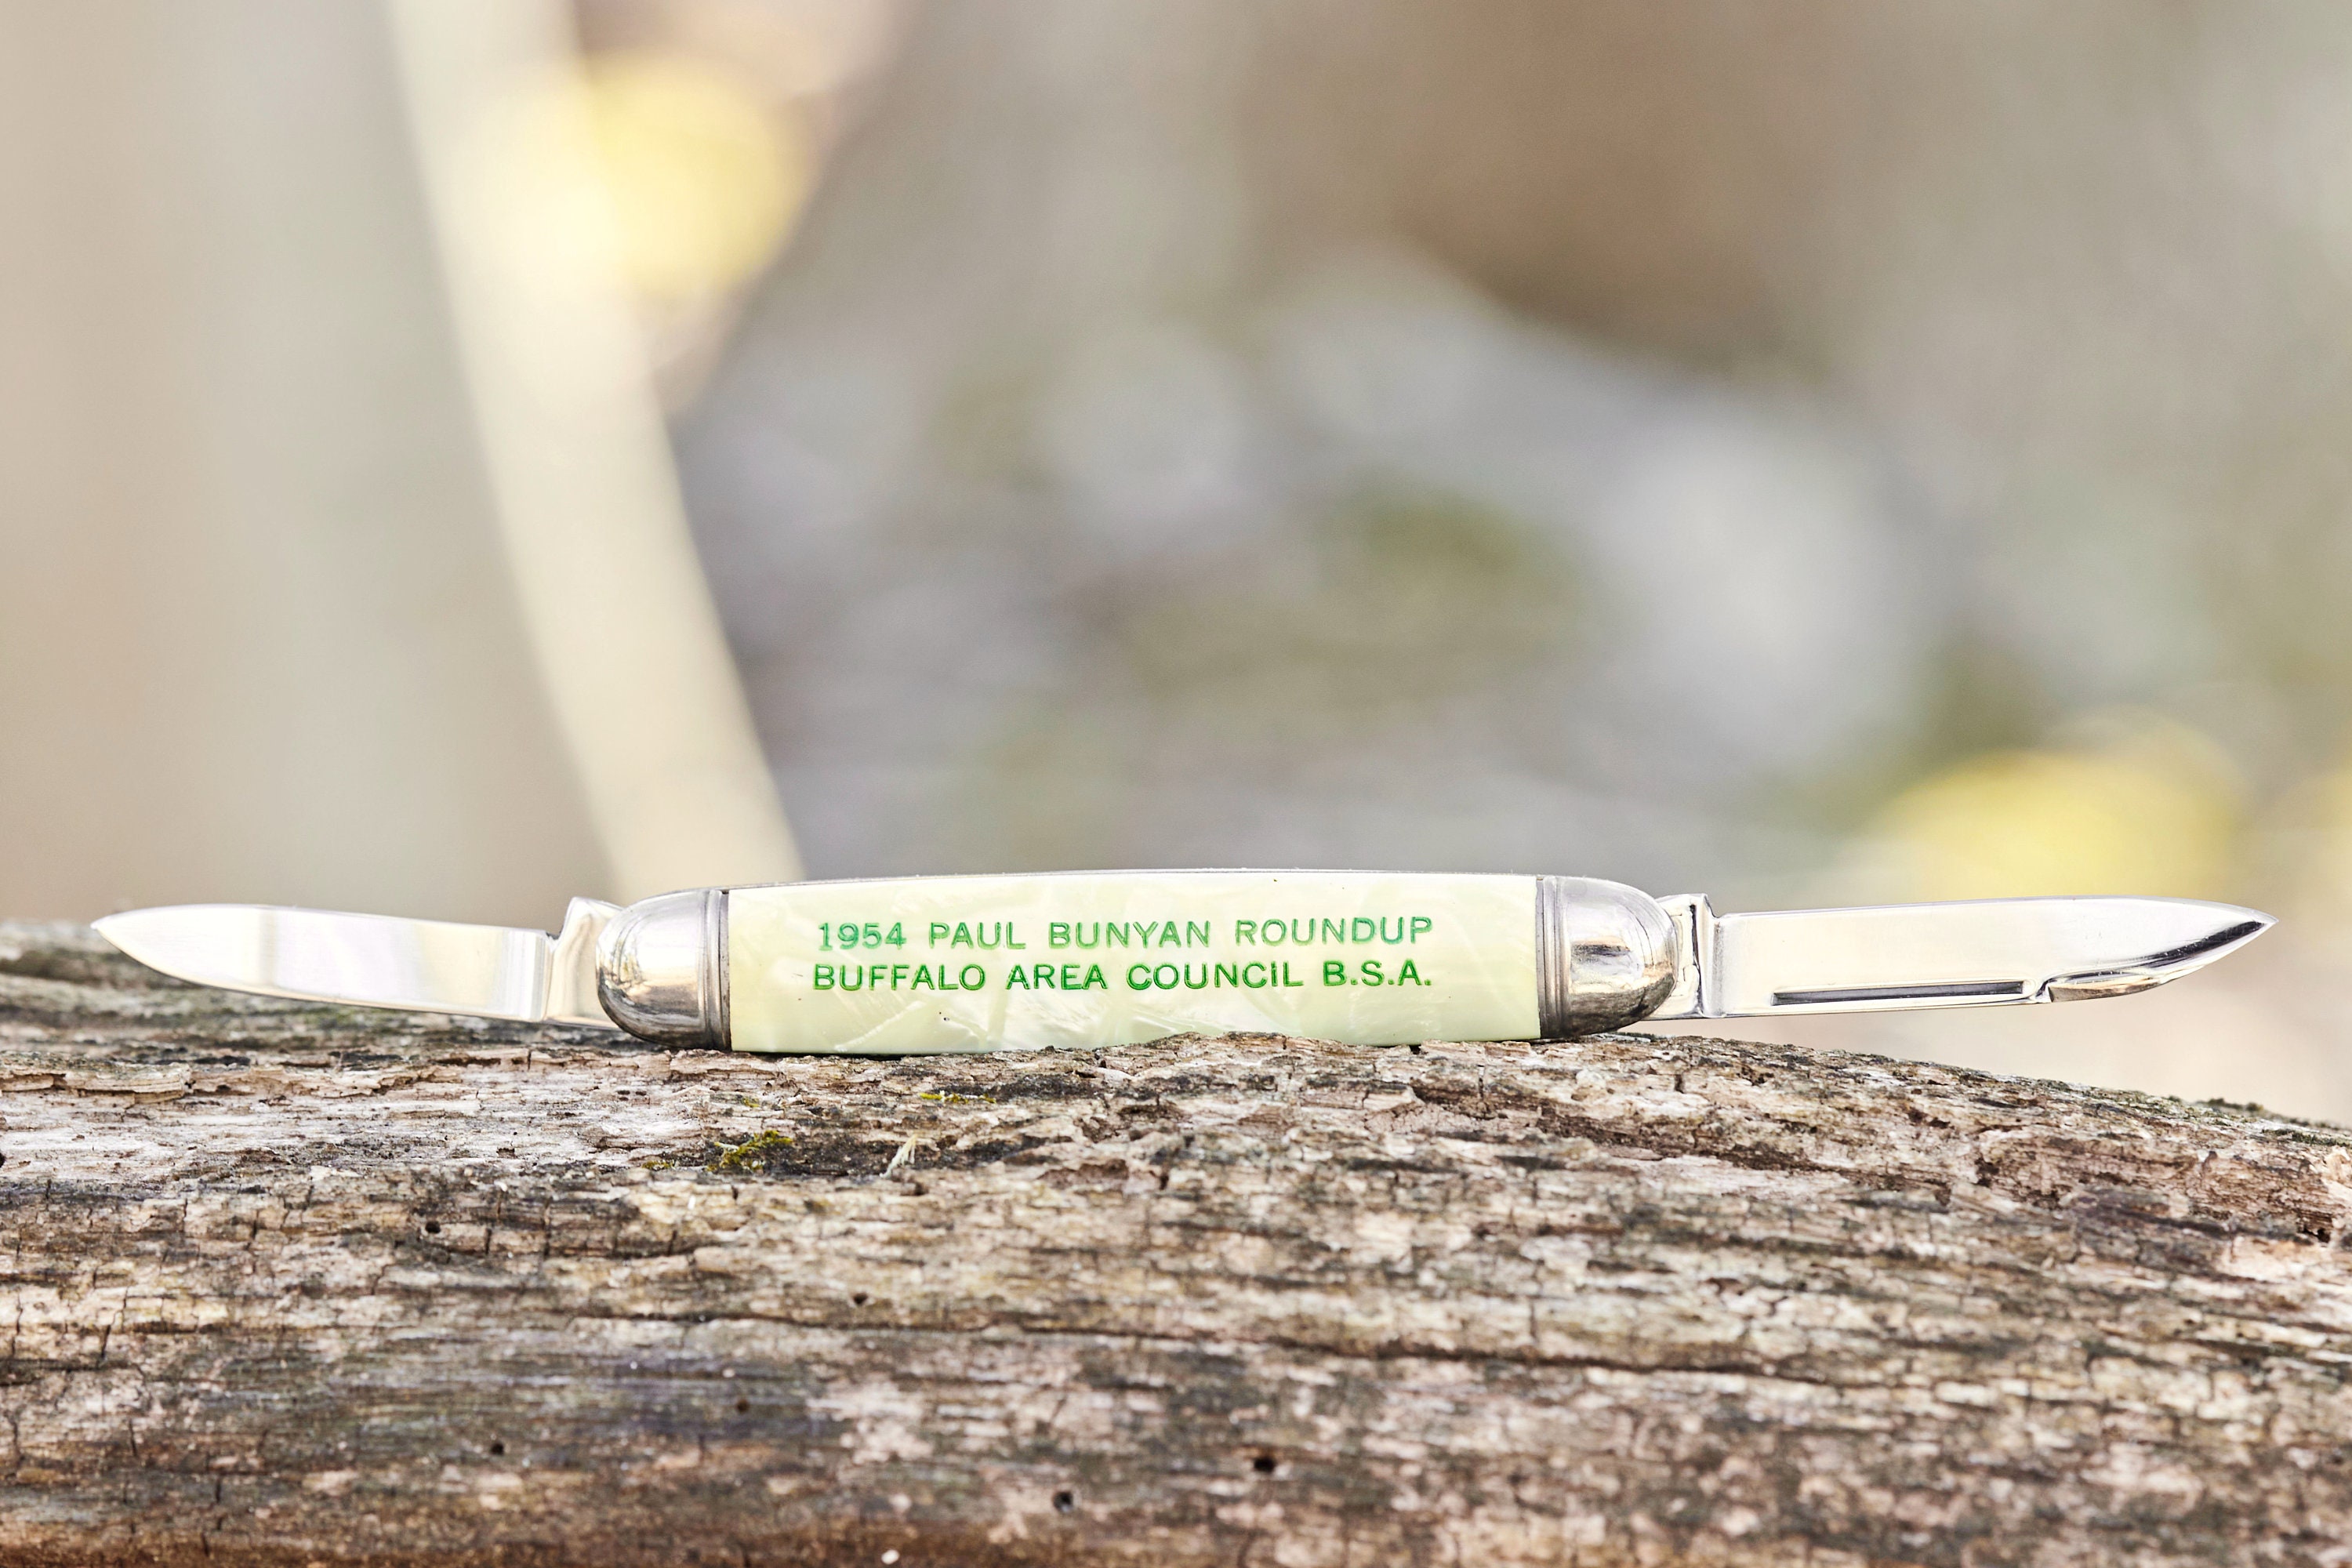 1954 PAUL BUNYAN ROUNDUP
BUFFALO AREA COUNCIL B.S.A.